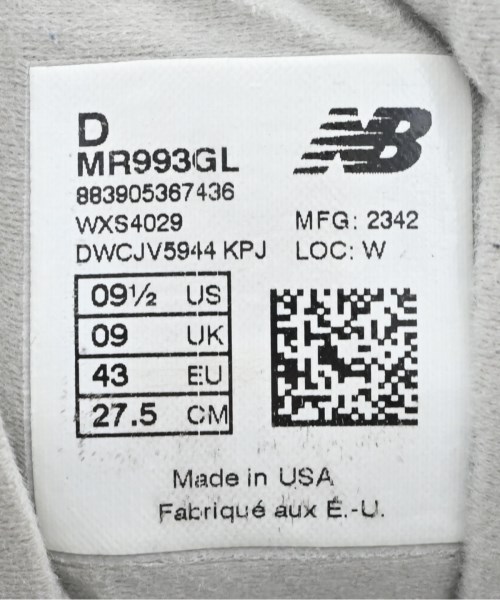 D
MR993GL
883905367436
WXS4029
DWCJV5944 KPJ
NB
MFG: 2342
LOC: W
09½ US
09 UK
43 EU
27.5 CM
Made in USA
Fabriqué aux É.-U.